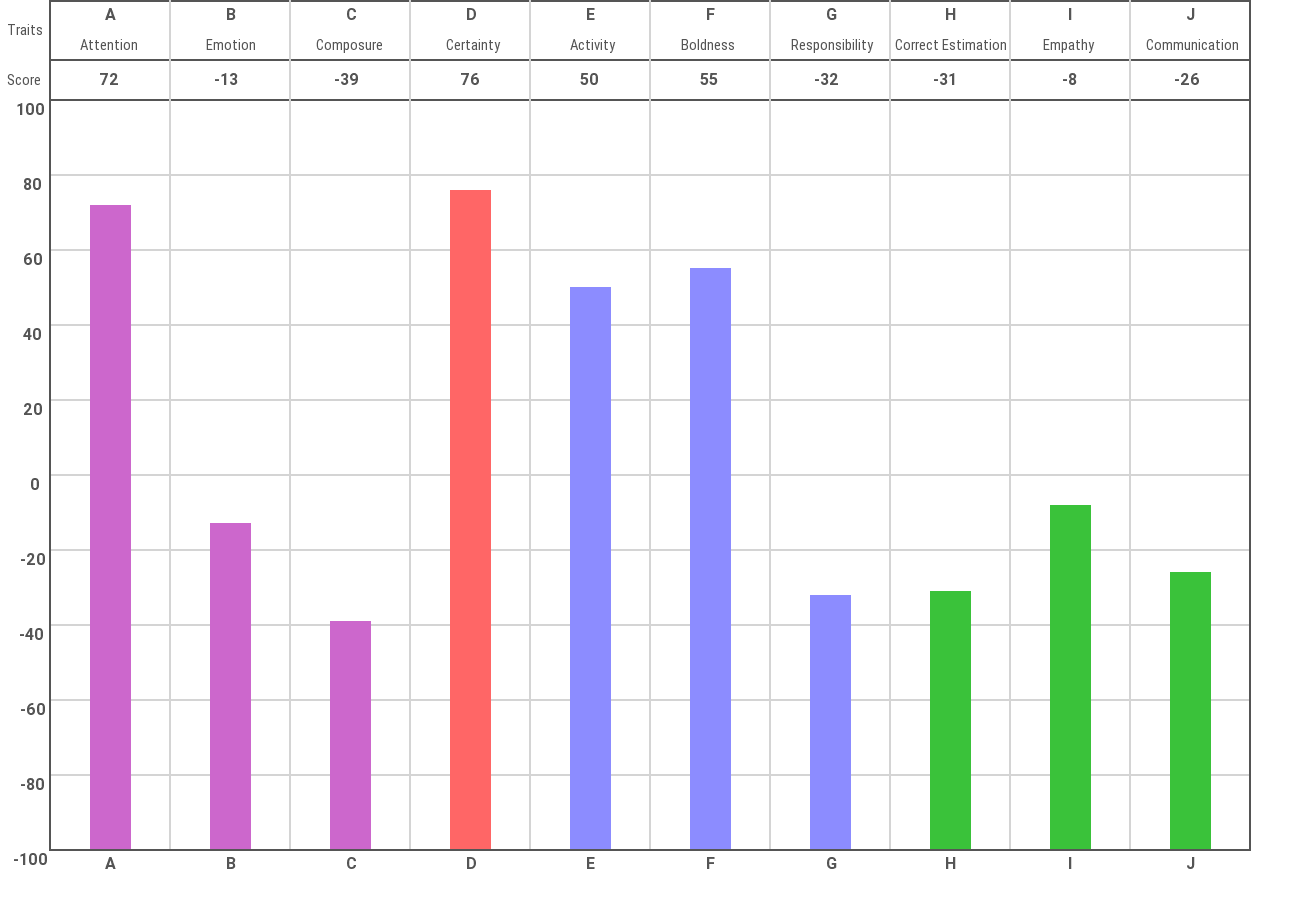 Traits A B C D E F G H I J
Attention Emotion Composure Certainty Activity Boldness Responsibility Correct Estimation Empathy Communication
Score 72 -13 -39 76 50 55 -32 -31 -8 -26
100
80
60
40
20
0
-20
-40
-60
-80
-100
A B C D E F G H I J